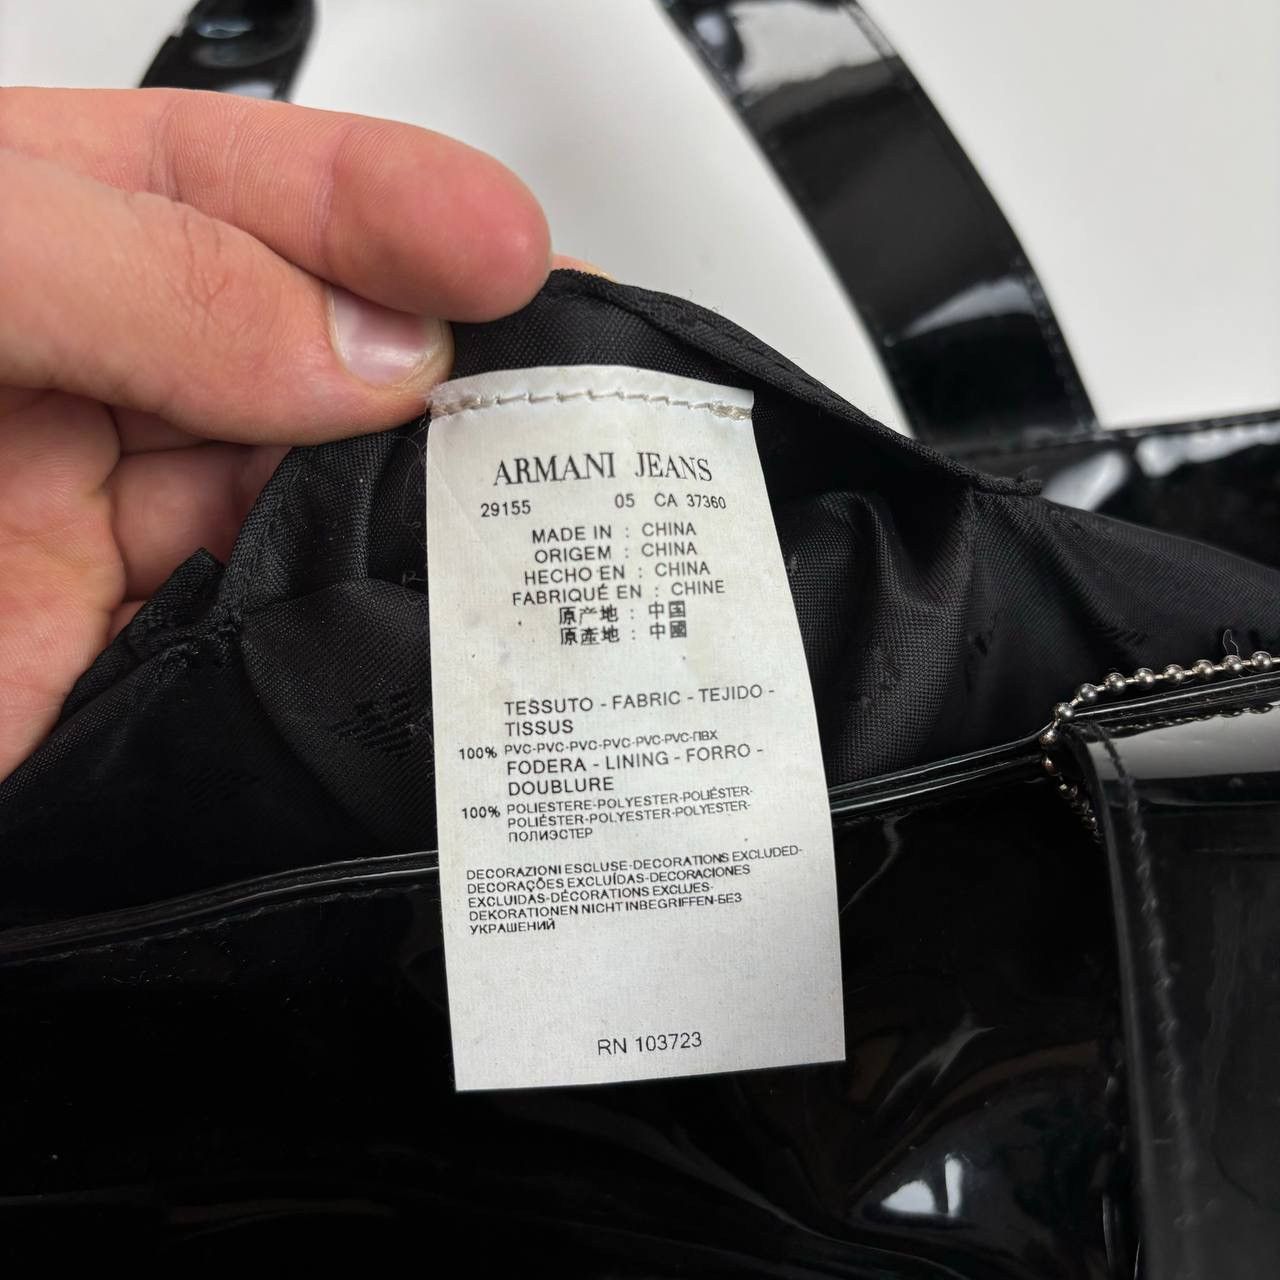 ARMANI JEANS
29155 05 CA 37360
MADE IN : CHINA
ORIGEM : CHINA
HECHO EN : CHINA
FABRIQUÉ EN : CHINE
原产地 : 中国
原產地 : 中國
TESSUTO - FABRIC - TEJIDO -
TISSUS
100% PVC-PVC-PVC-PVC-PVC-PVC-ПВХ
FODERA - LINING - FORRO -
DOUBLURE
100% POLIESTERE-POLYESTER-POLIÉSTER-
POLIÉSTER-POLYESTER-POLYESTER-
ПОЛИЭСТЕР
DECORAZIONI ESCLUSE-DECORATIONS EXCLUDED-
DECORAÇÕES EXCLUÍDAS-DECORACIONES
EXCLUIDAS-DÉCORATIONS EXCLUES-
DEKORATIONEN NICHT INBEGRIFFEN-БЕЗ
УКРАШЕНИЙ
RN 103723